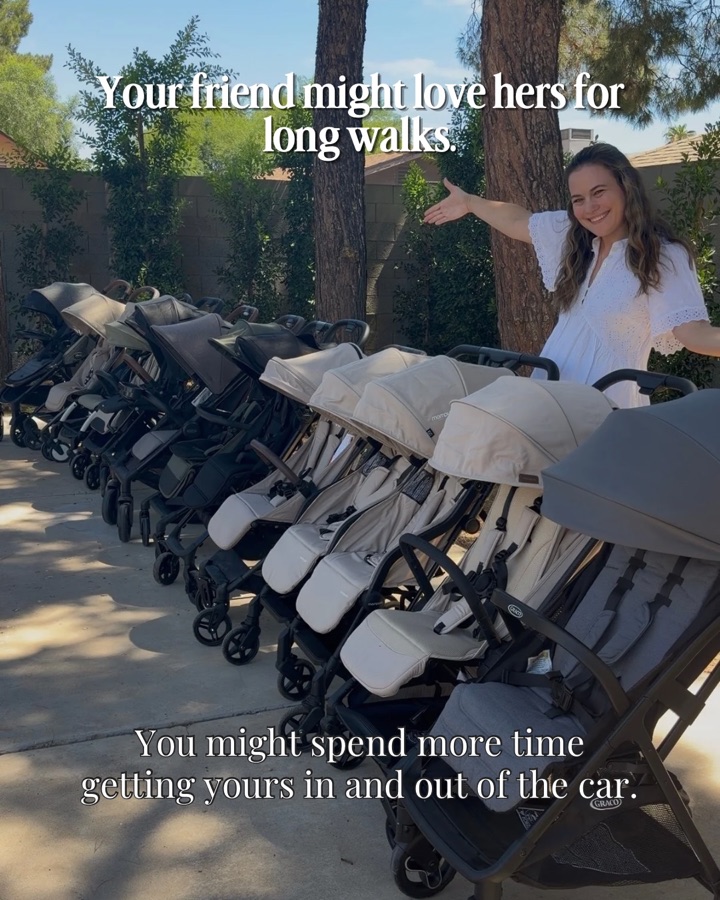 Your friend might love hers for
long walks.
You might spend more time
getting yours in and out of the car.
GRACO
GRACO